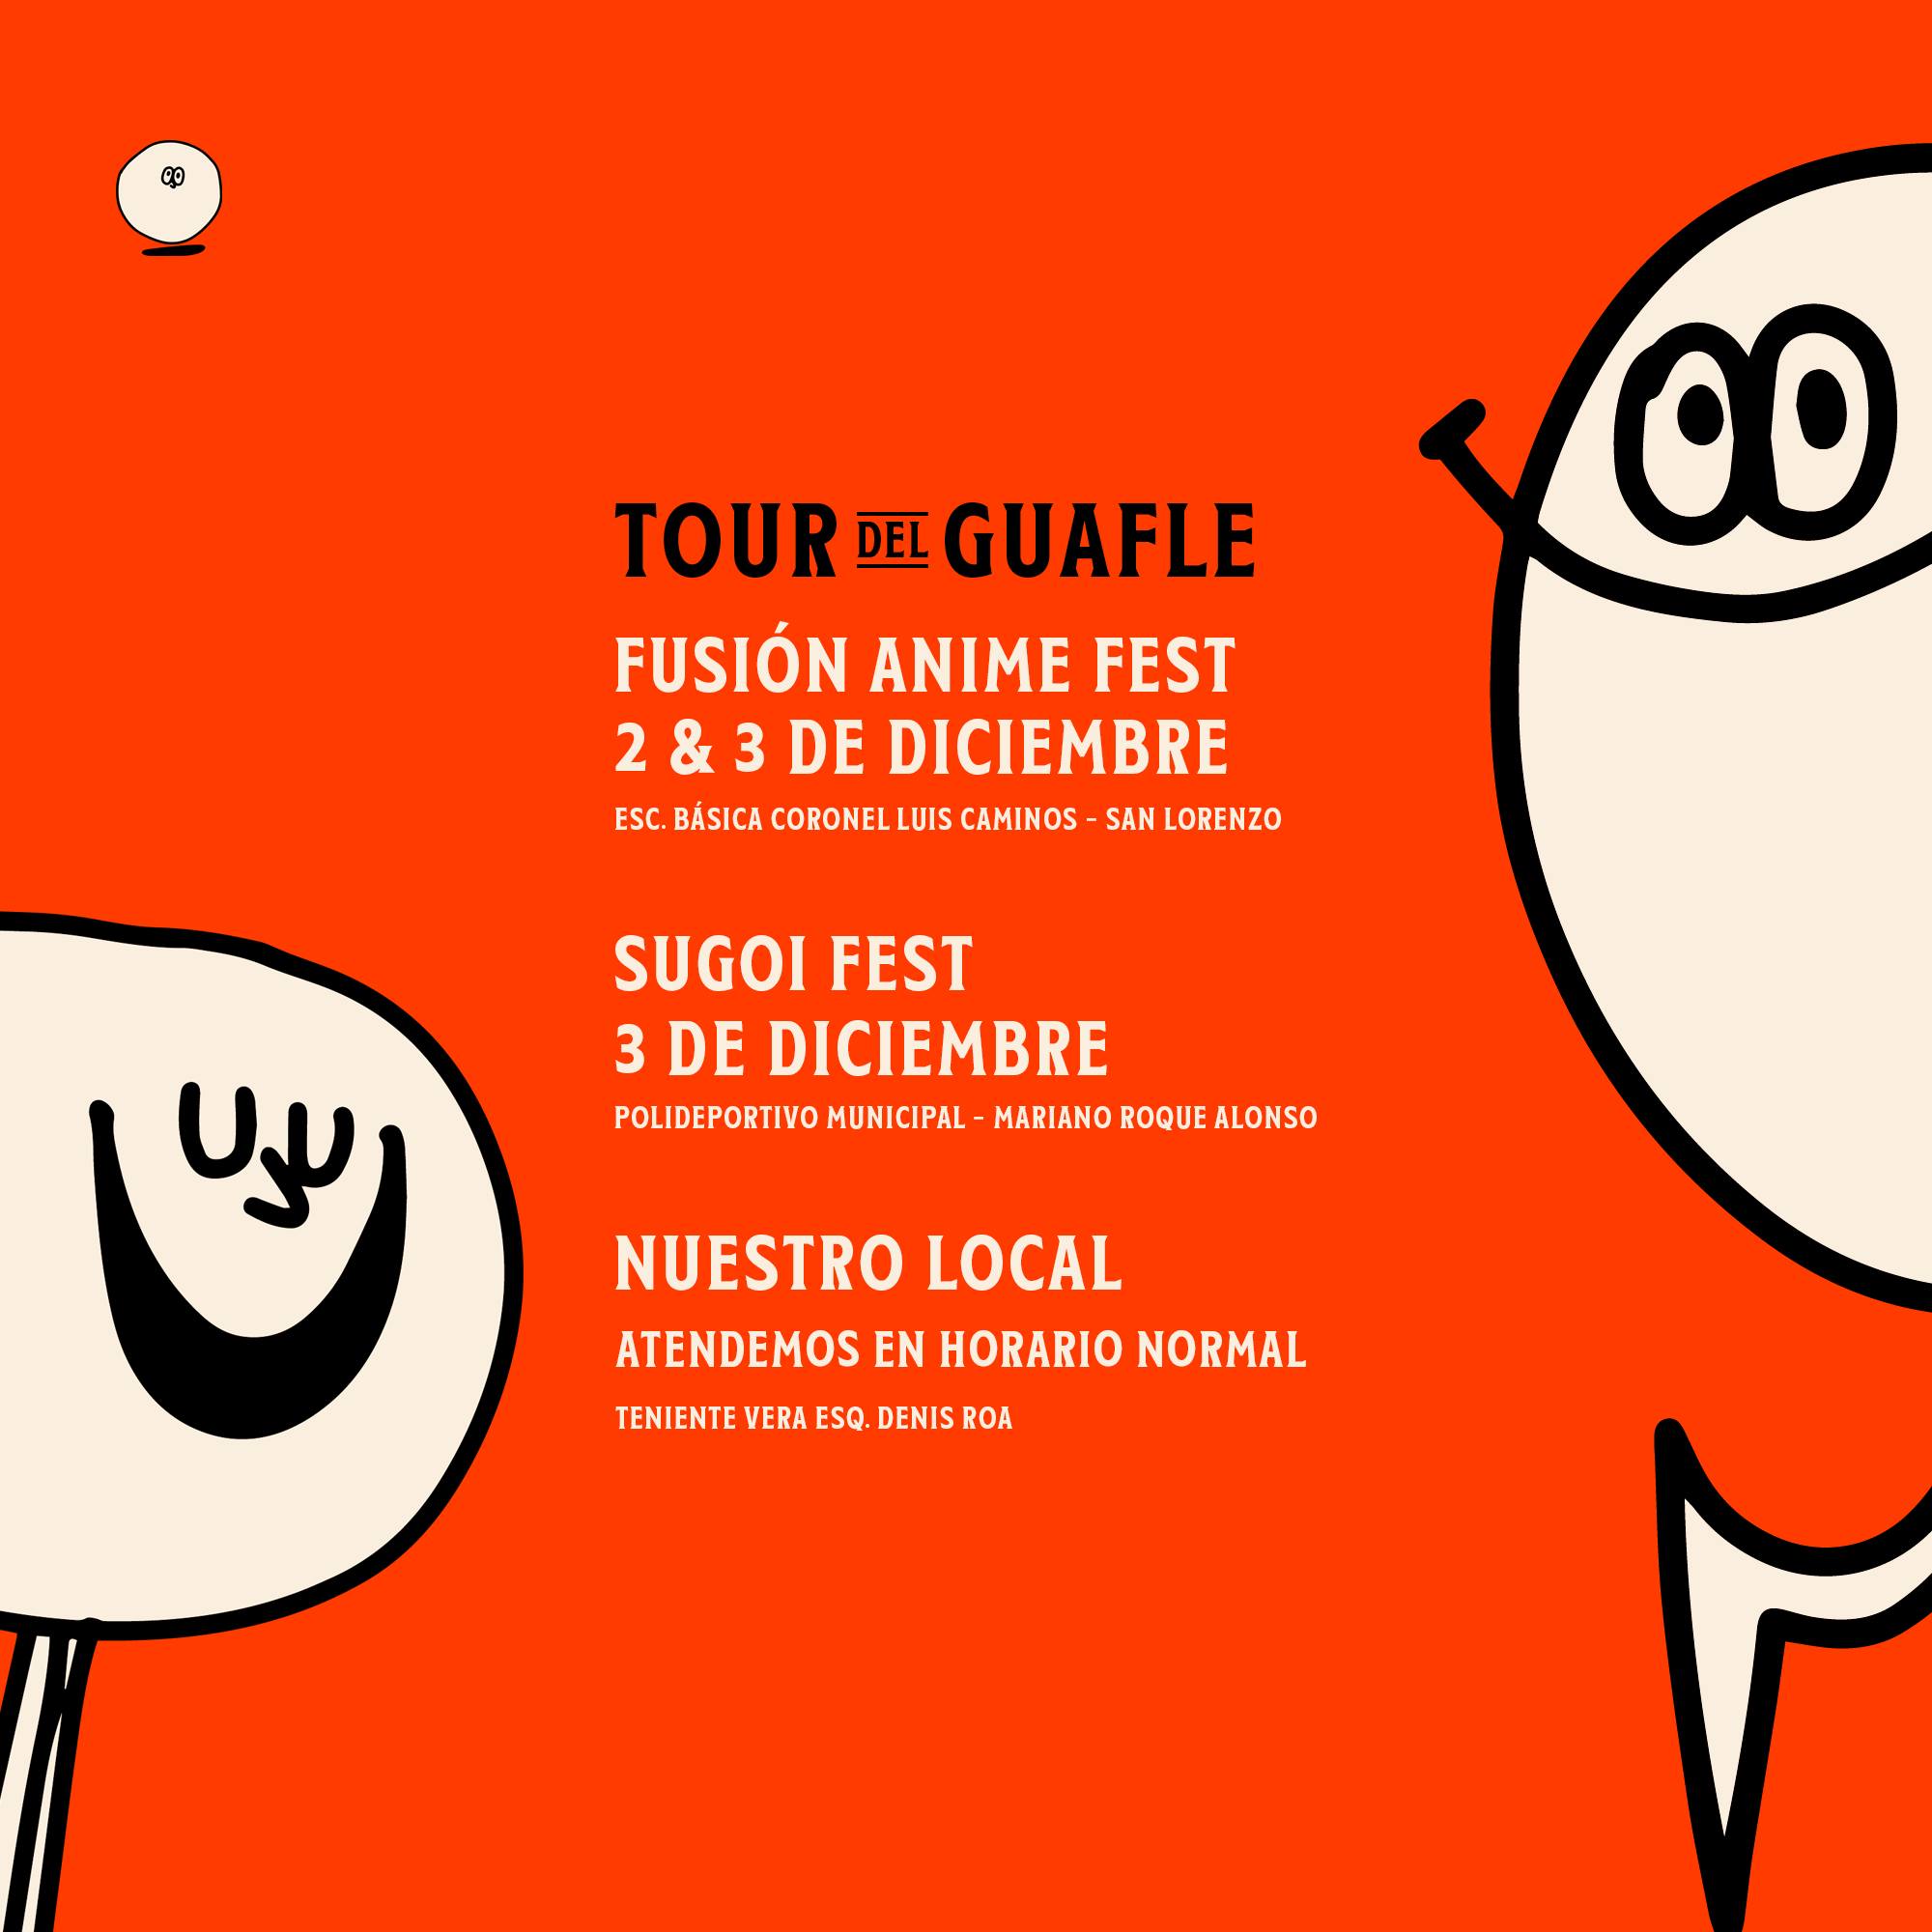 TOUR DEL GUAFLE
FUSIÓN ANIME FEST
2 & 3 DE DICIEMBRE
ESC. BÁSICA CORONEL LUIS CAMINOS - SAN LORENZO
SUGOI FEST
3 DE DICIEMBRE
POLIDEPORTIVO MUNICIPAL - MARIANO ROQUE ALONSO
NUESTRO LOCAL
ATENDEMOS EN HORARIO NORMAL
TENIENTE VERA ESQ. DENIS ROA